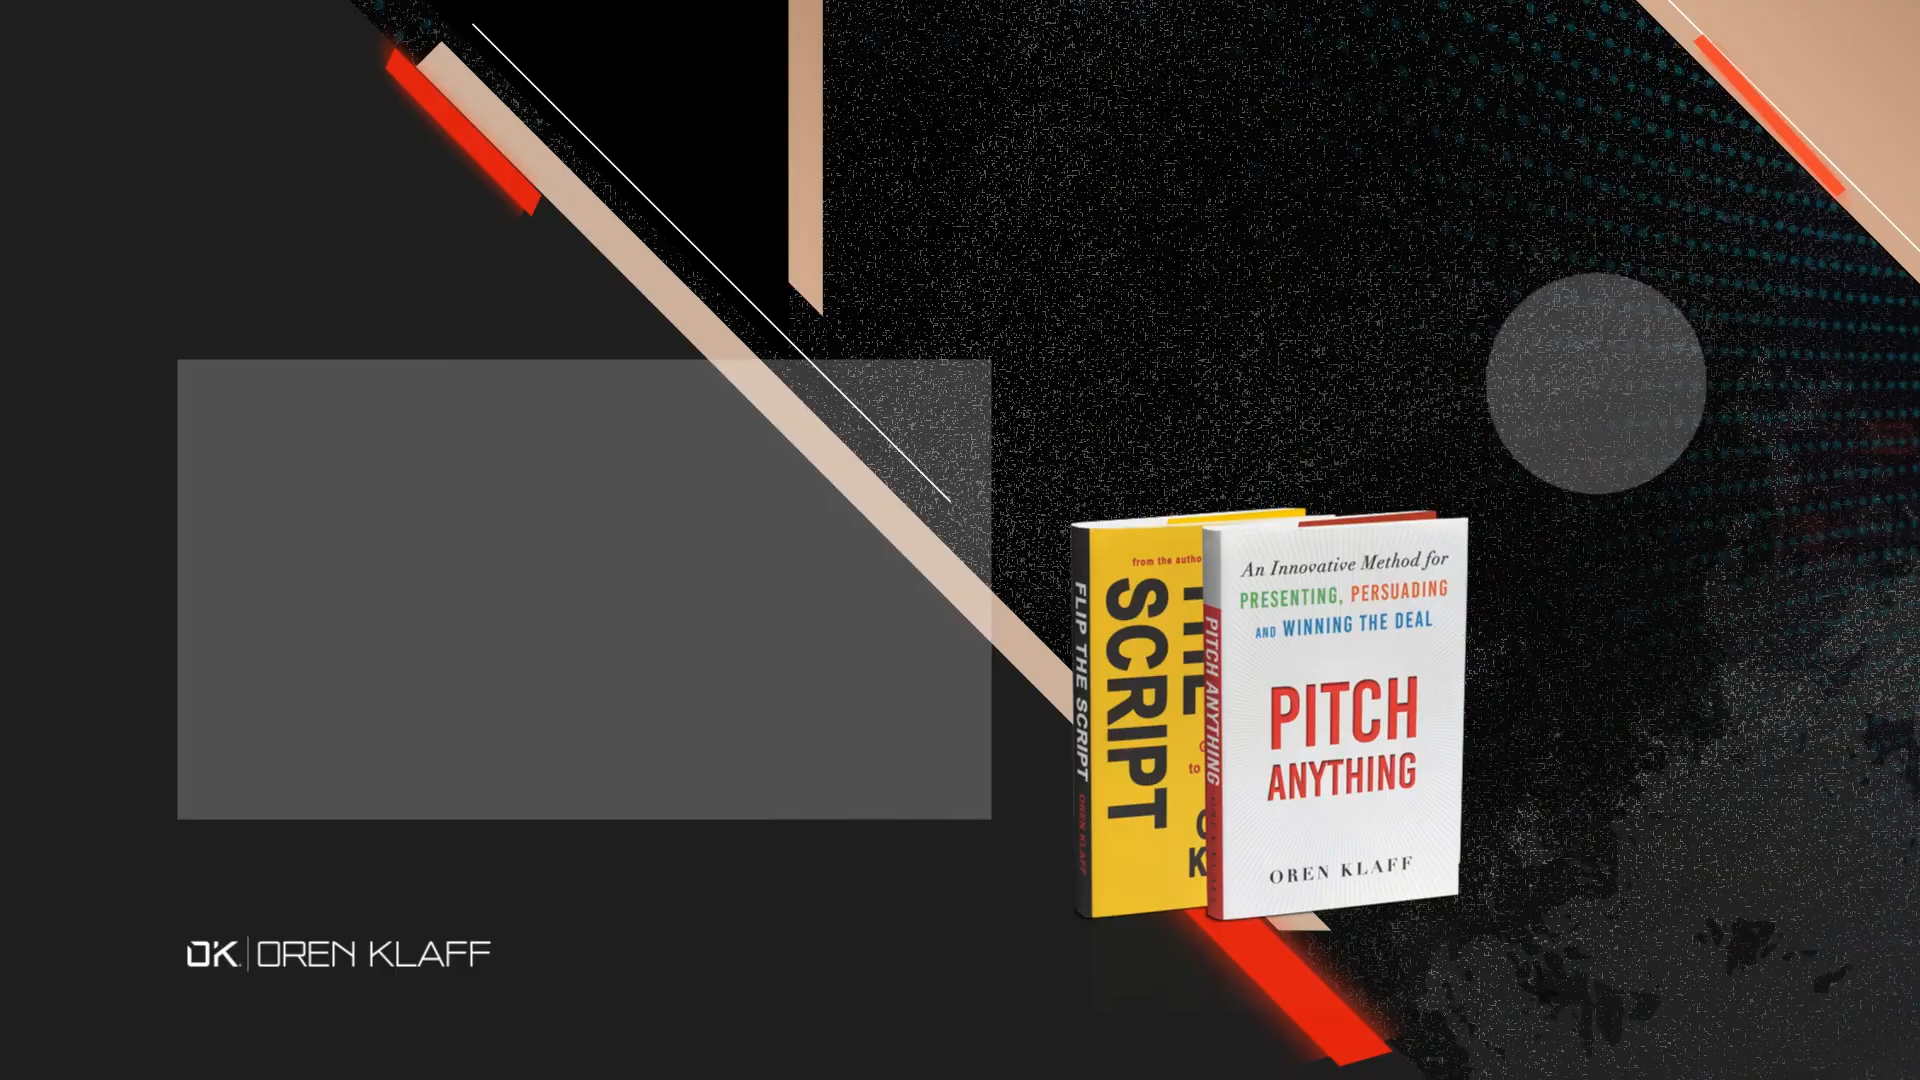 from the autho
THE
SCRIPT
to
K
FLIP THE SCRIPT OREN KLAFF
PITCH ANYTHING
An Innovative Method for
PRESENTING, PERSUADING
AND WINNING THE DEAL
PITCH
ANYTHING
OREN KLAFF
OK. OREN KLAFF